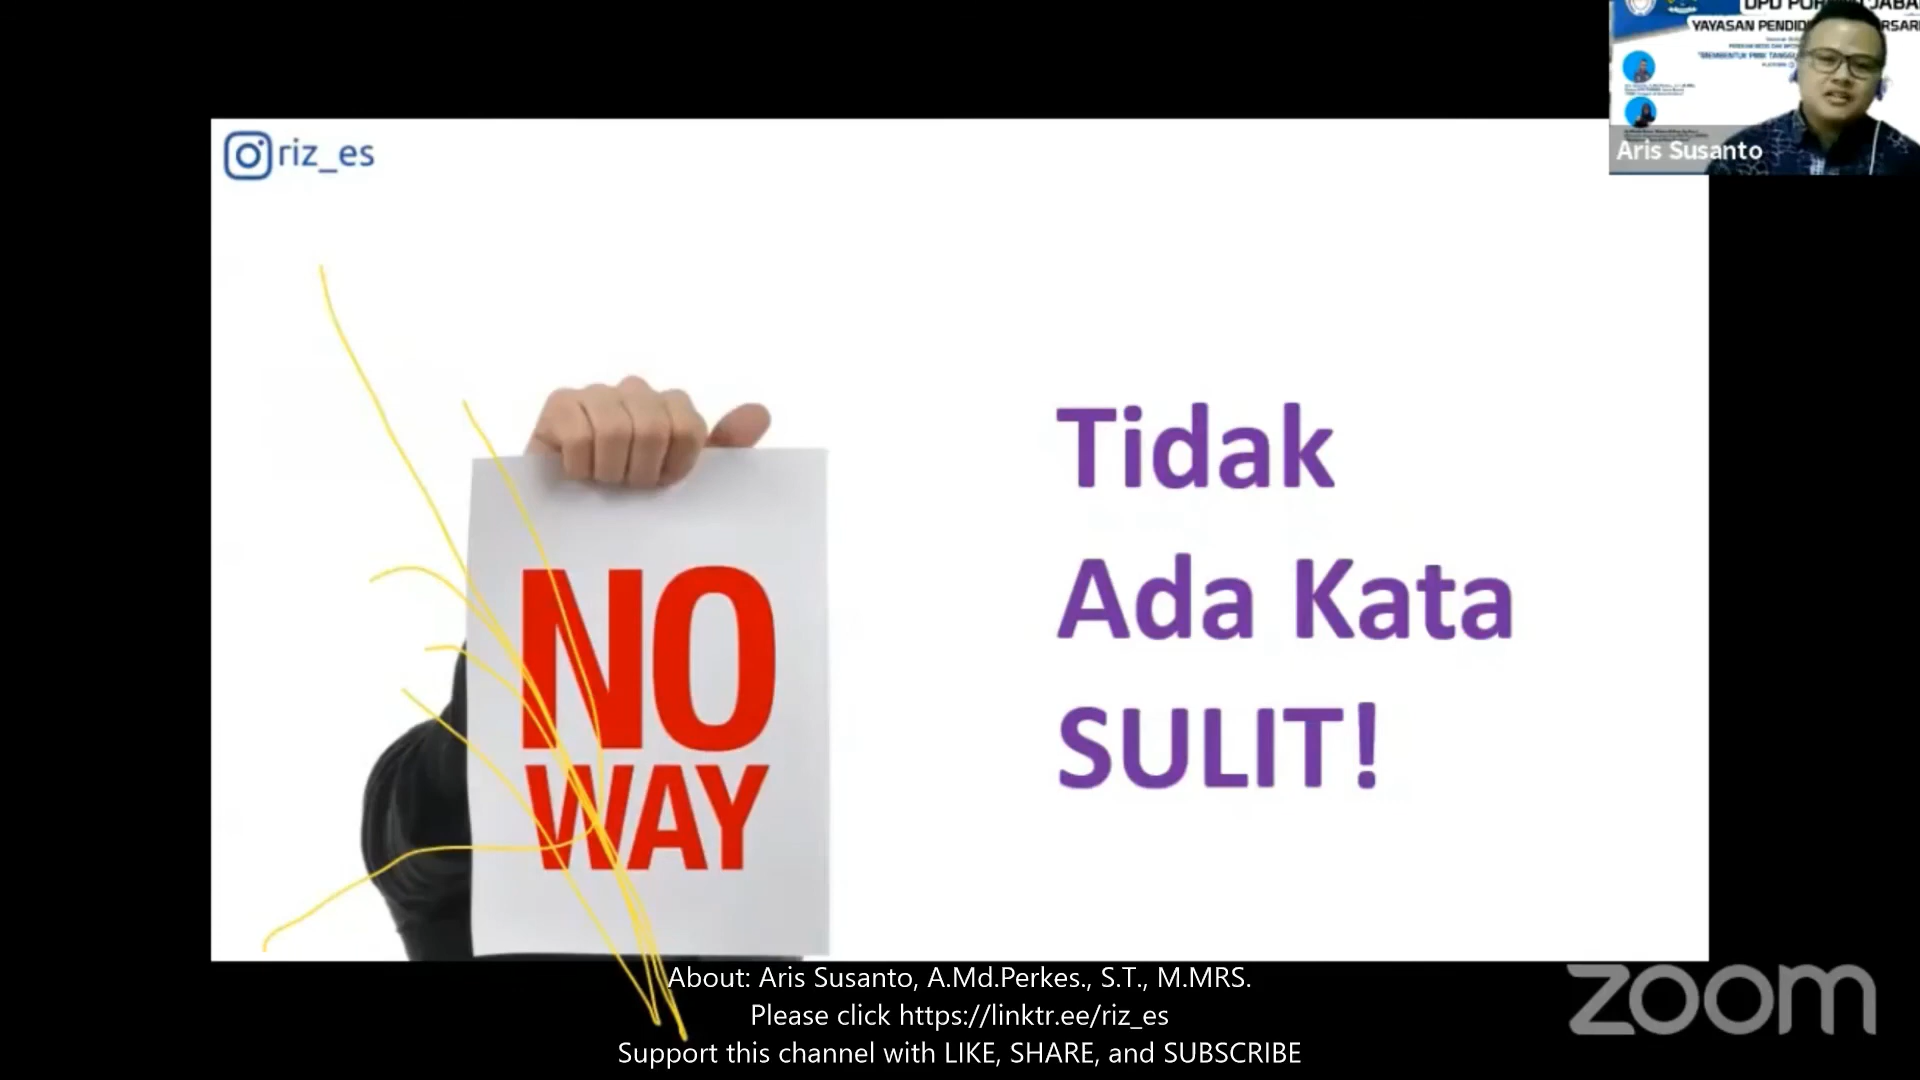 riz_es
YAYASAN PENDIDI
Aris Susanto
NO
WAY
Tidak
Ada Kata
SULIT!
About: Aris Susanto, A.Md.Perkes., S.T., M.MRS.
Please click https://linktr.ee/riz_es
Support this channel with LIKE, SHARE, and SUBSCRIBE
zoom